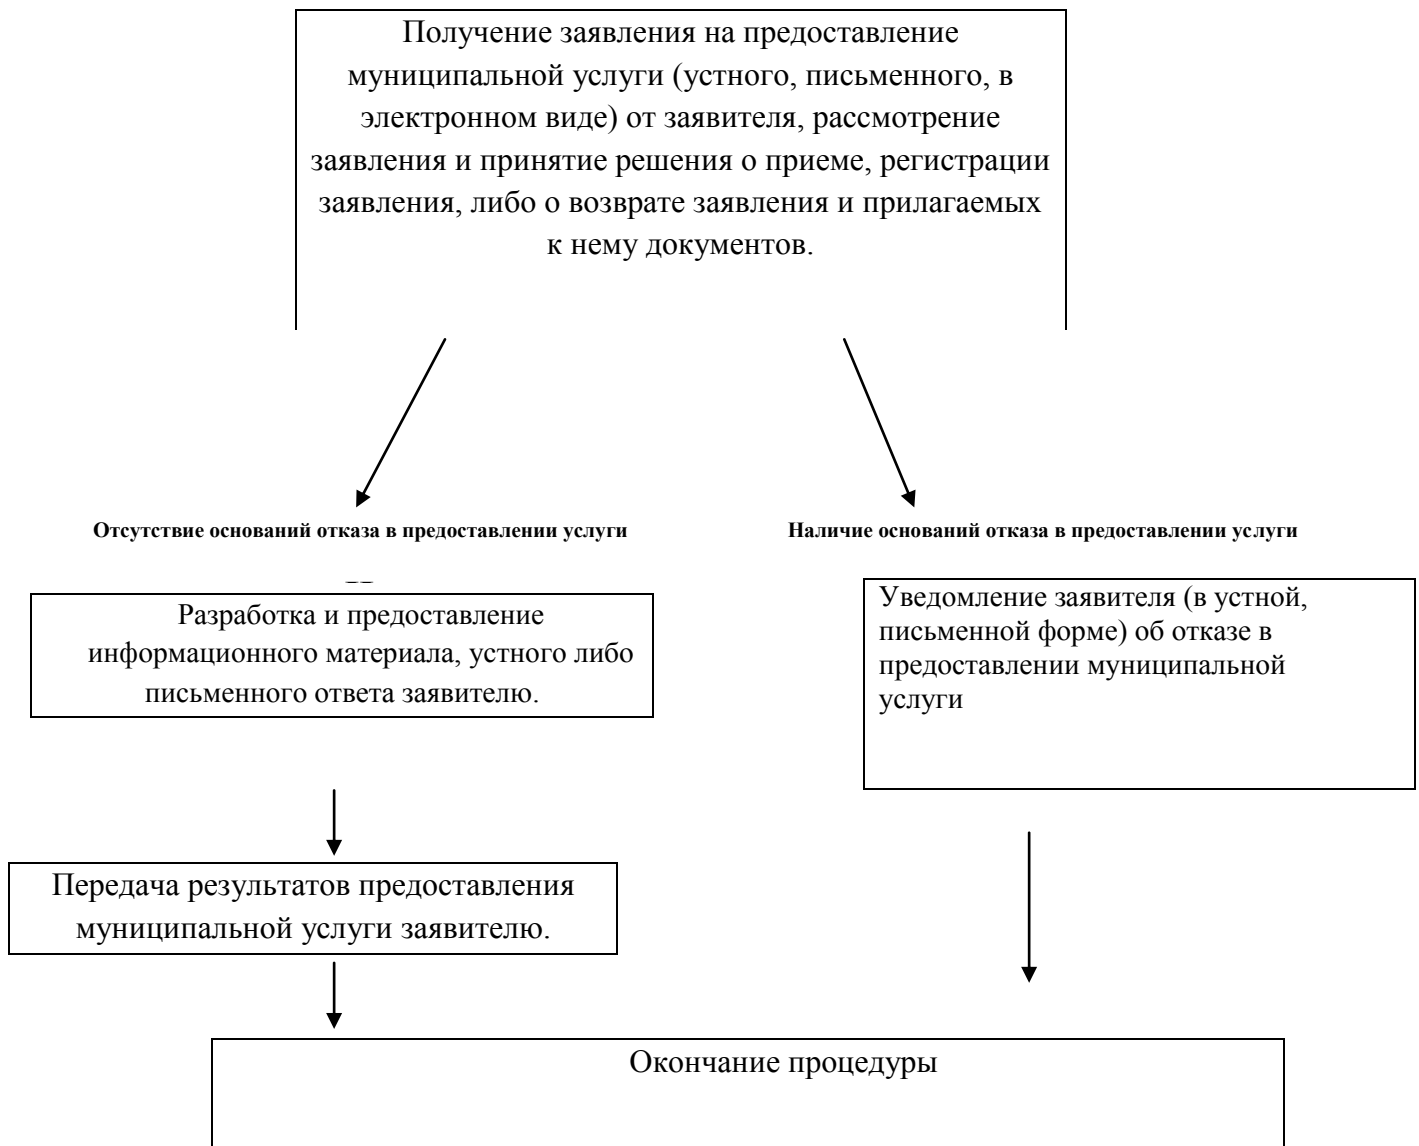 Получение заявления на предоставление
муниципальной услуги (устного, письменного, в
электронном виде) от заявителя, рассмотрение
заявления и принятие решения о приеме, регистрации
заявления, либо о возврате заявления и прилагаемых
к нему документов.
Отсутствие оснований отказа в предоставлении услуги
Наличие оснований отказа в предоставлении услуги
Разработка и предоставление
информационного материала, устного либо
письменного ответа заявителю.
Уведомление заявителя (в устной,
письменной форме) об отказе в
предоставлении муниципальной
услуги
Передача результатов предоставления
муниципальной услуги заявителю.
Окончание процедуры